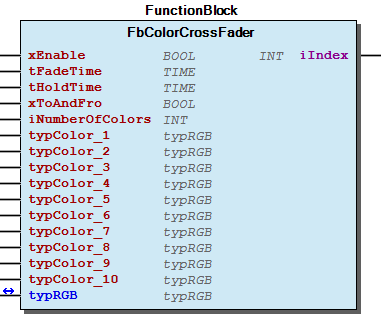 FunctionBlock
FbColorCrossFader
xEnable BOOL INT iIndex
tFadeTime TIME
tHoldTime TIME
xToAndFro BOOL
iNumberOfColors INT
typColor_1 typRGB
typColor_2 typRGB
typColor_3 typRGB
typColor_4 typRGB
typColor_5 typRGB
typColor_6 typRGB
typColor_7 typRGB
typColor_8 typRGB
typColor_9 typRGB
typColor_10 typRGB
typRGB typRGB